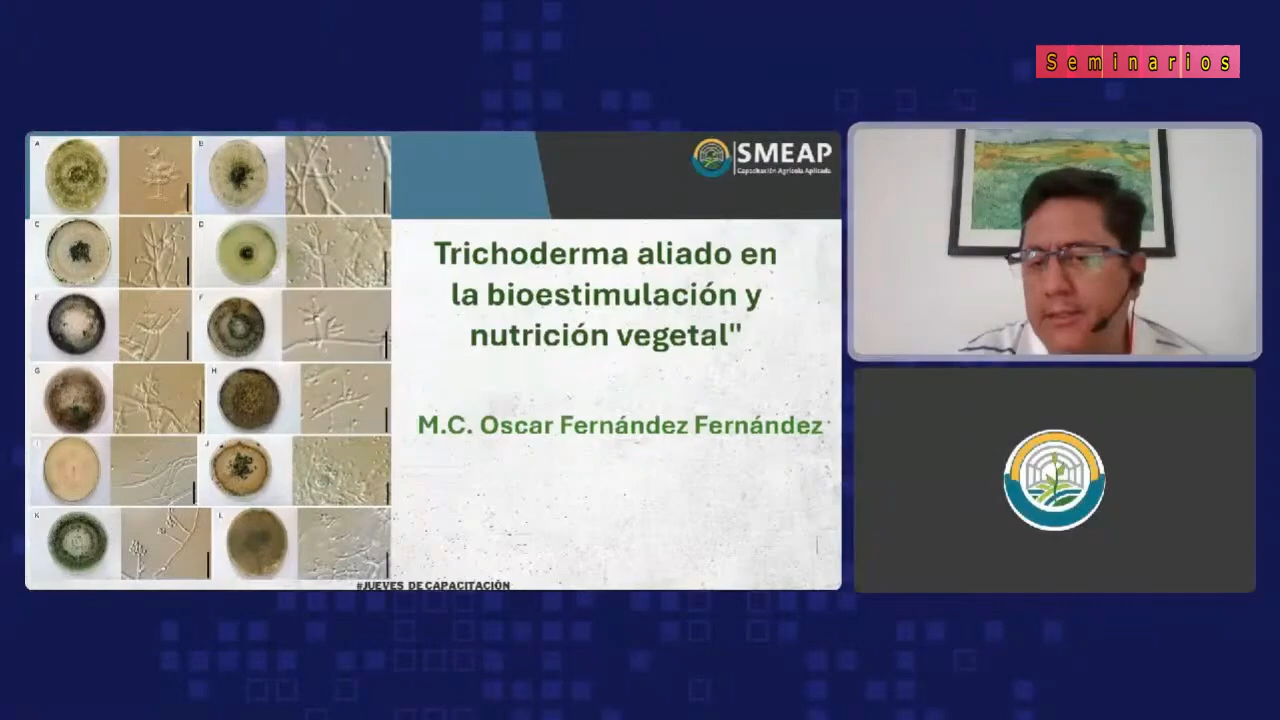 Seminarios
SMEAP
Capacitación Agrícola Aplicada
Trichoderma aliado en
la bioestimulación y
nutrición vegetal"
M.C. Oscar Fernández Fernández
A
B
C
D
E
F
G
H
I
J
K
L
#JUEVES DE CAPACITACIÓN